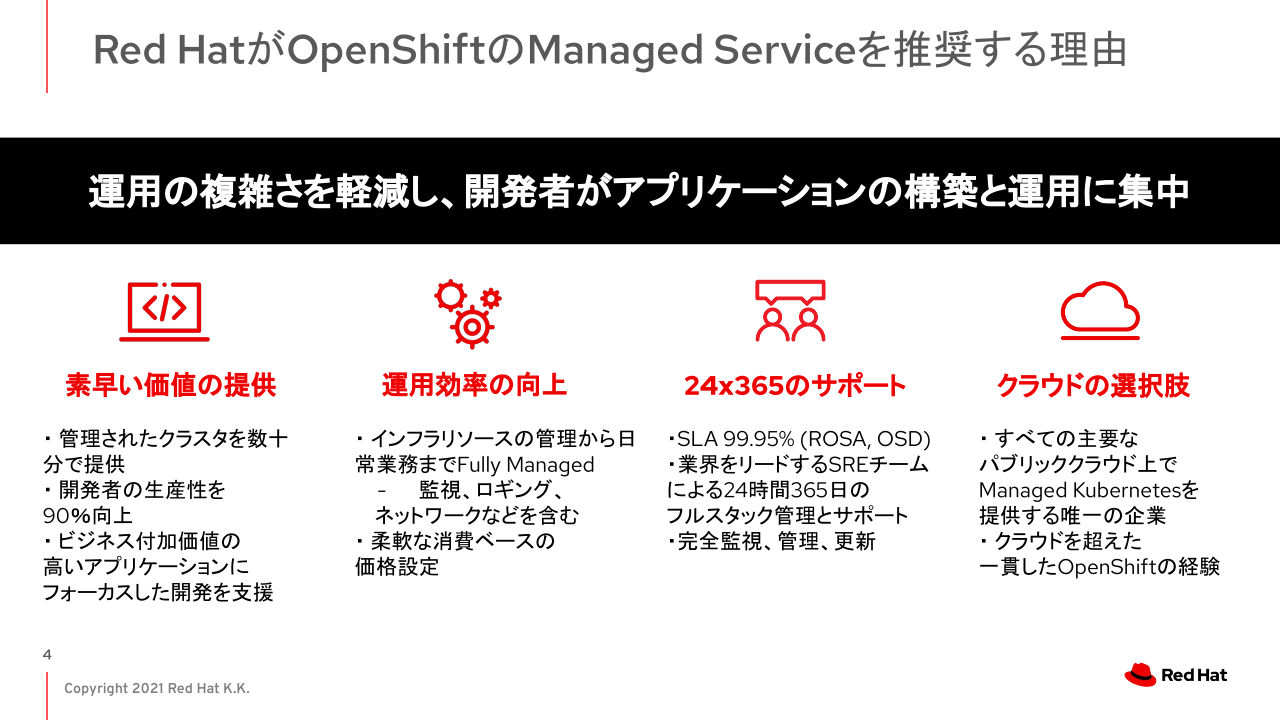 Red HatがOpenShiftのManaged Serviceを推奨する理由
運用の複雑さを軽減し、開発者がアプリケーションの構築と運用に集中
素早い価値の提供
・ 管理されたクラスタを数十
分で提供
・ 開発者の生産性を
90%向上
・ ビジネス付加価値の
高いアプリケーションに
フォーカスした開発を支援
運用効率の向上
・ インフラリソースの管理から日
常業務までFully Managed
- 監視、ロギング、
ネットワークなどを含む
・ 柔軟な消費ベースの
価格設定
24x365のサポート
・SLA 99.95% (ROSA, OSD)
・業界をリードするSREチーム
による24時間365日の
フルスタック管理とサポート
・完全監視、管理、更新
クラウドの選択肢
・ すべての主要な
パブリッククラウド上で
Managed Kubernetesを
提供する唯一の企業
・ クラウドを超えた
一貫したOpenShiftの経験
4
Copyright 2021 Red Hat K.K.
Red Hat